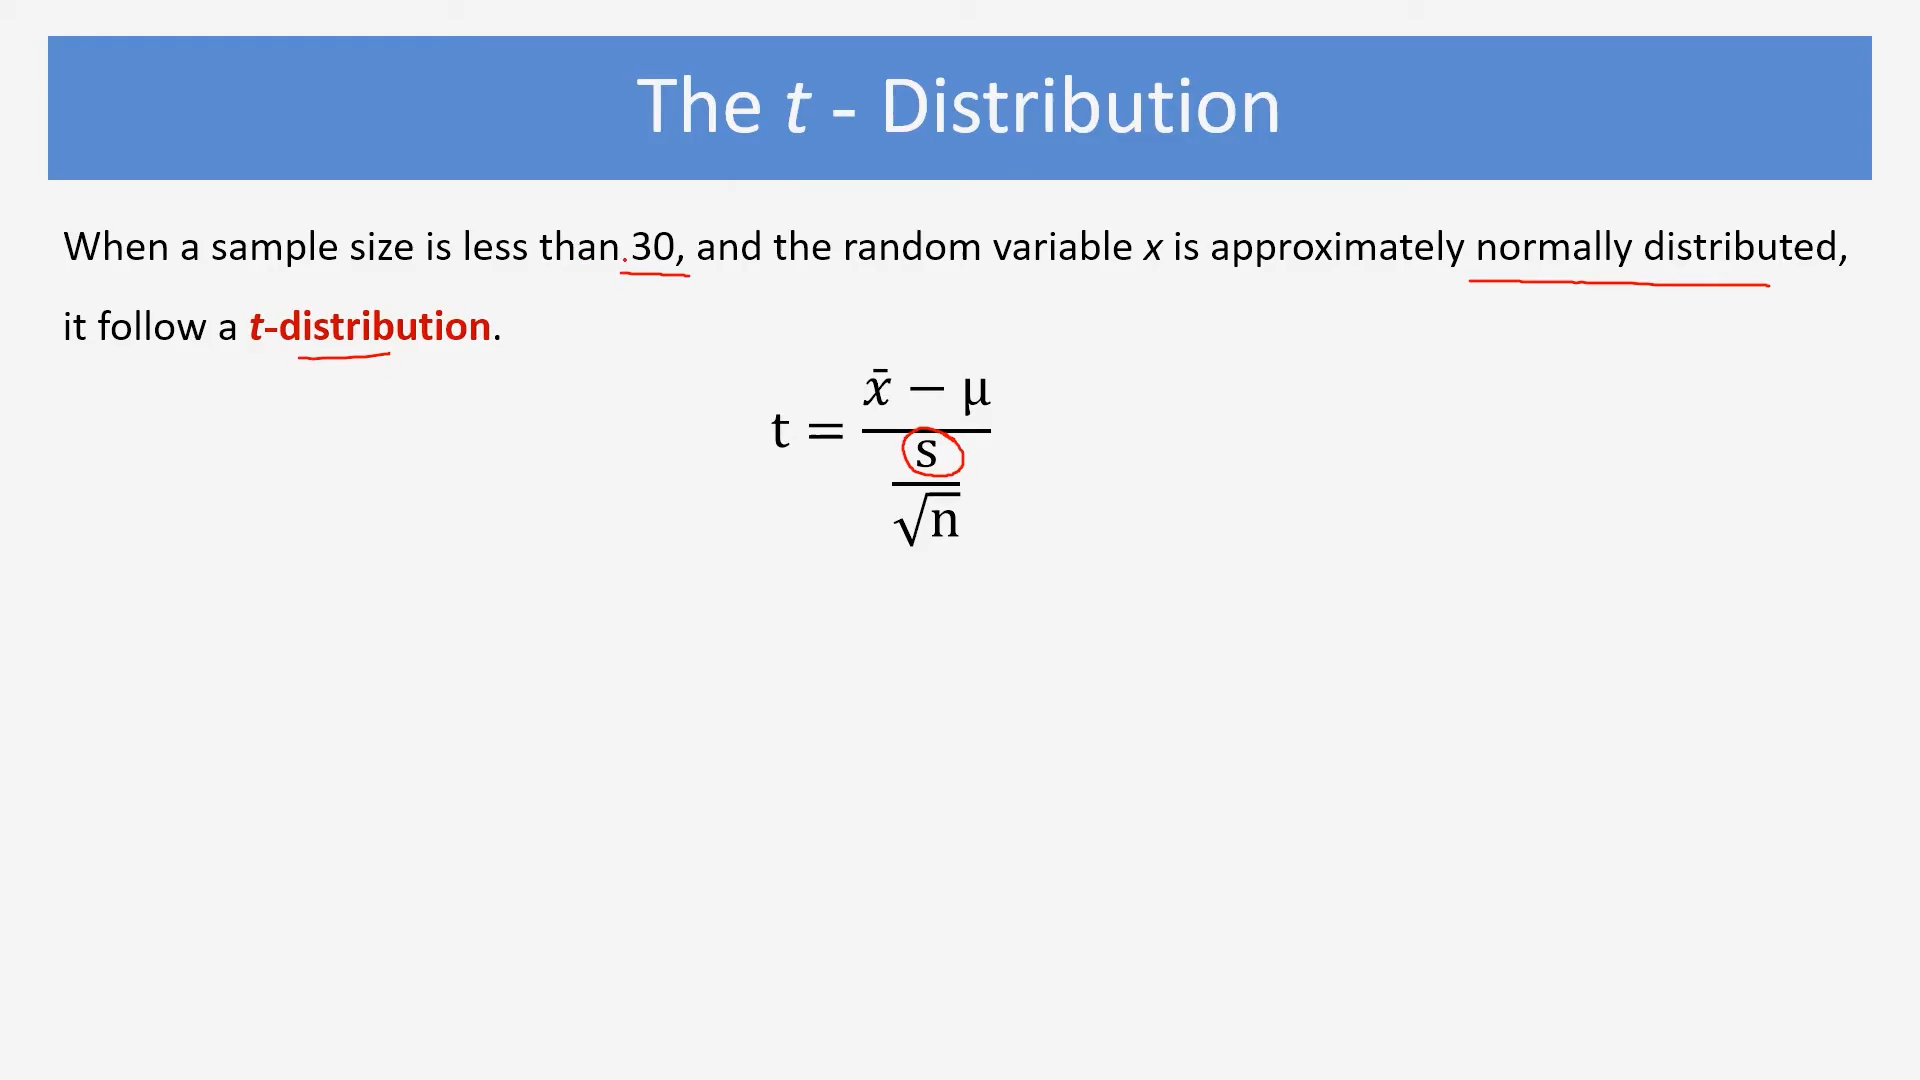 The t - Distribution
When a sample size is less than 30, and the random variable x is approximately normally distributed,
it follow a t-distribution.
t = (x̄ − μ) / (s / √n)